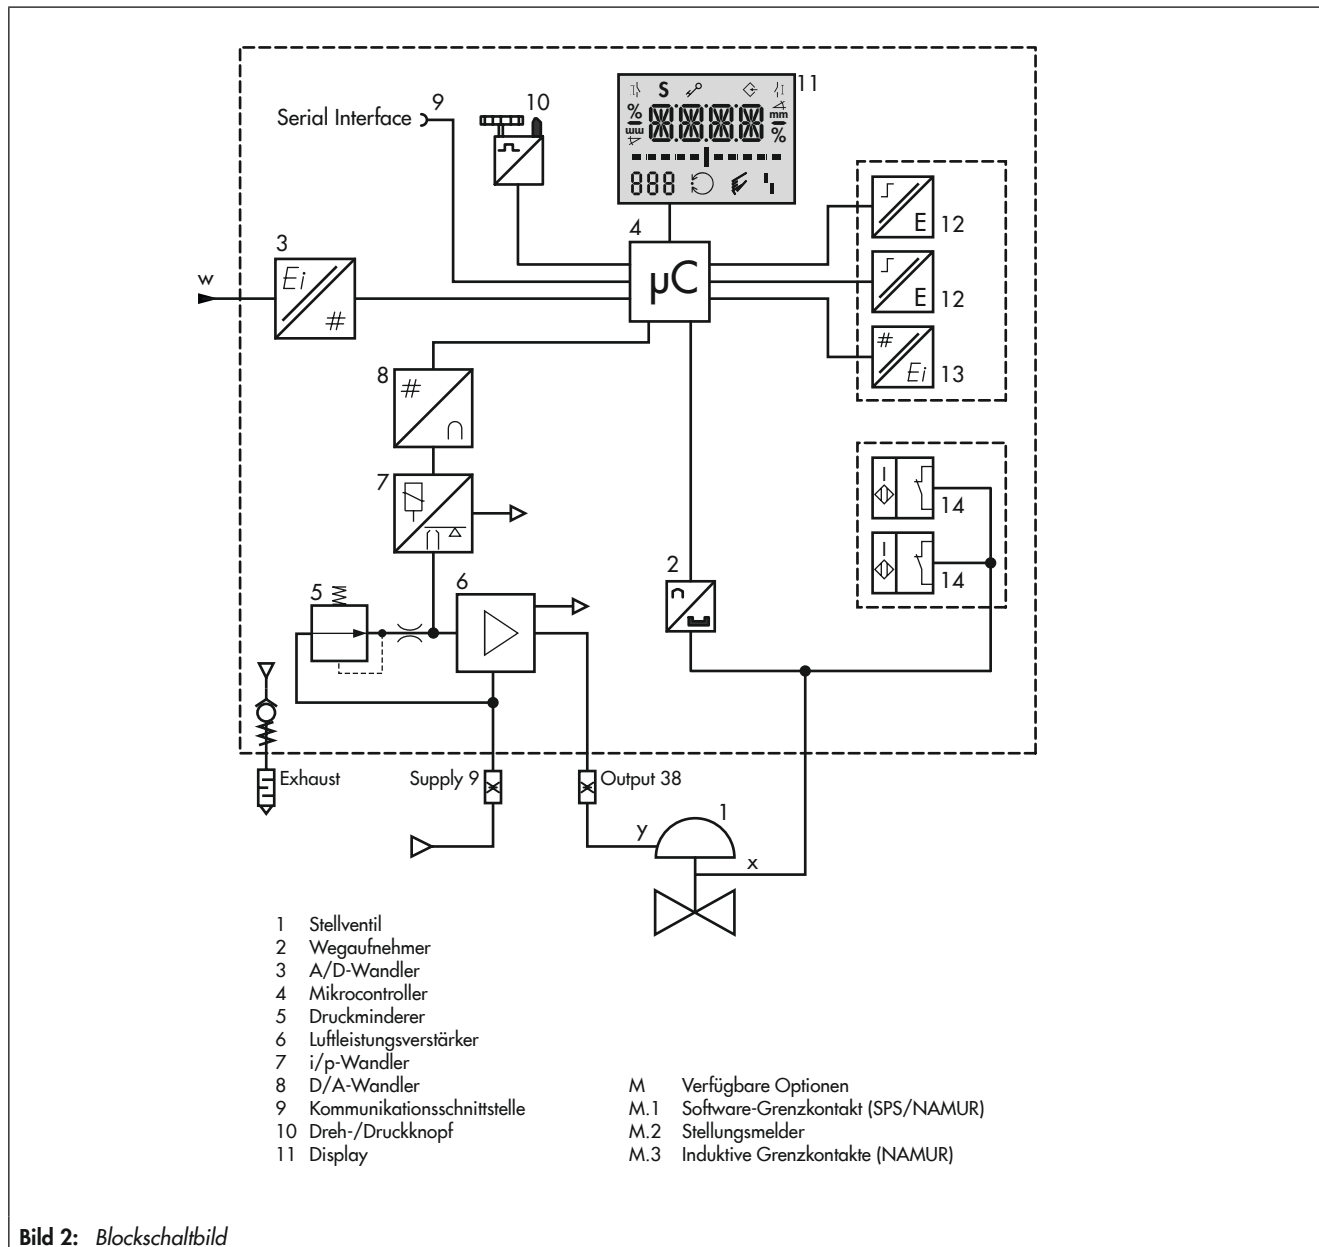 11
S
%
mm
mm
%
888
Serial Interface
9
10
4
µC
12
E
12
E
13
#
Ei
3
Ei
#
w
8
#
7
14
14
2
5
6
Exhaust
Supply 9
Output 38
1
y
x
1 Stellventil
2 Wegaufnehmer
3 A/D-Wandler
4 Mikrocontroller
5 Druckminderer
6 Luftleistungsverstärker
7 i/p-Wandler
8 D/A-Wandler
9 Kommunikationsschnittstelle
10 Dreh-/Druckknopf
11 Display
M Verfügbare Optionen
M.1 Software-Grenzkontakt (SPS/NAMUR)
M.2 Stellungsmelder
M.3 Induktive Grenzkontakte (NAMUR)
Bild 2: Blockschaltbild